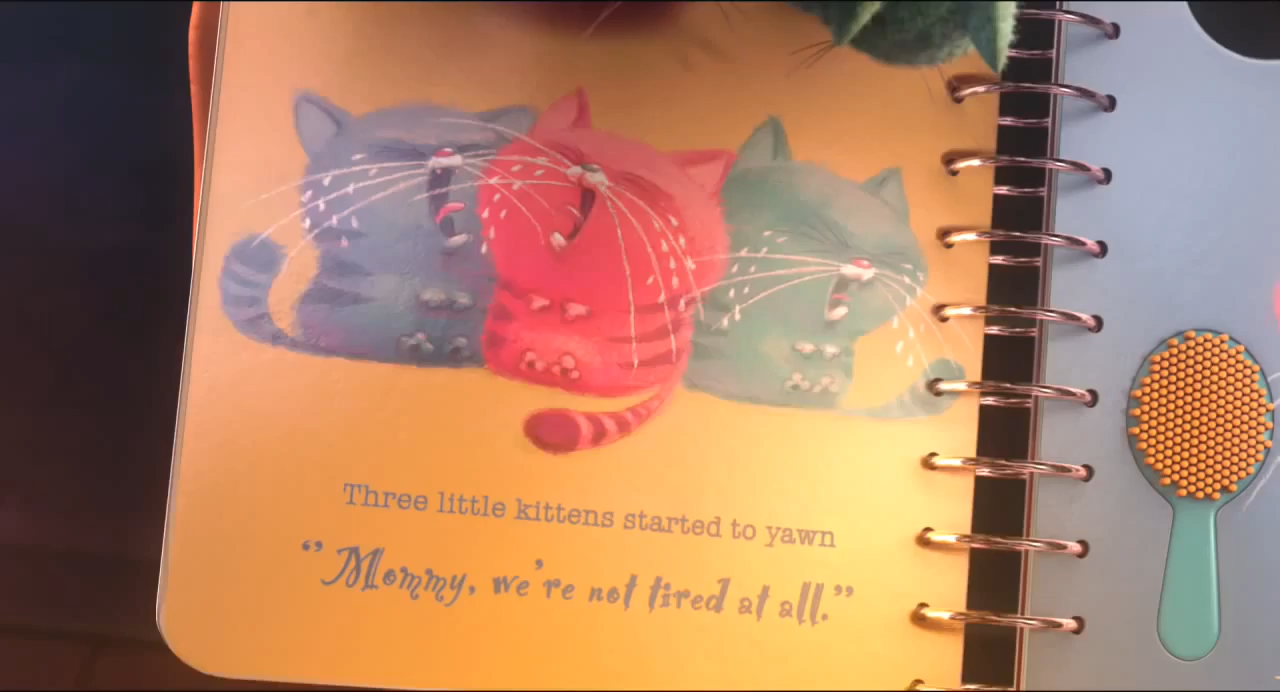 Three little kittens started to yawn
“Mommy, we're not tired at all.”